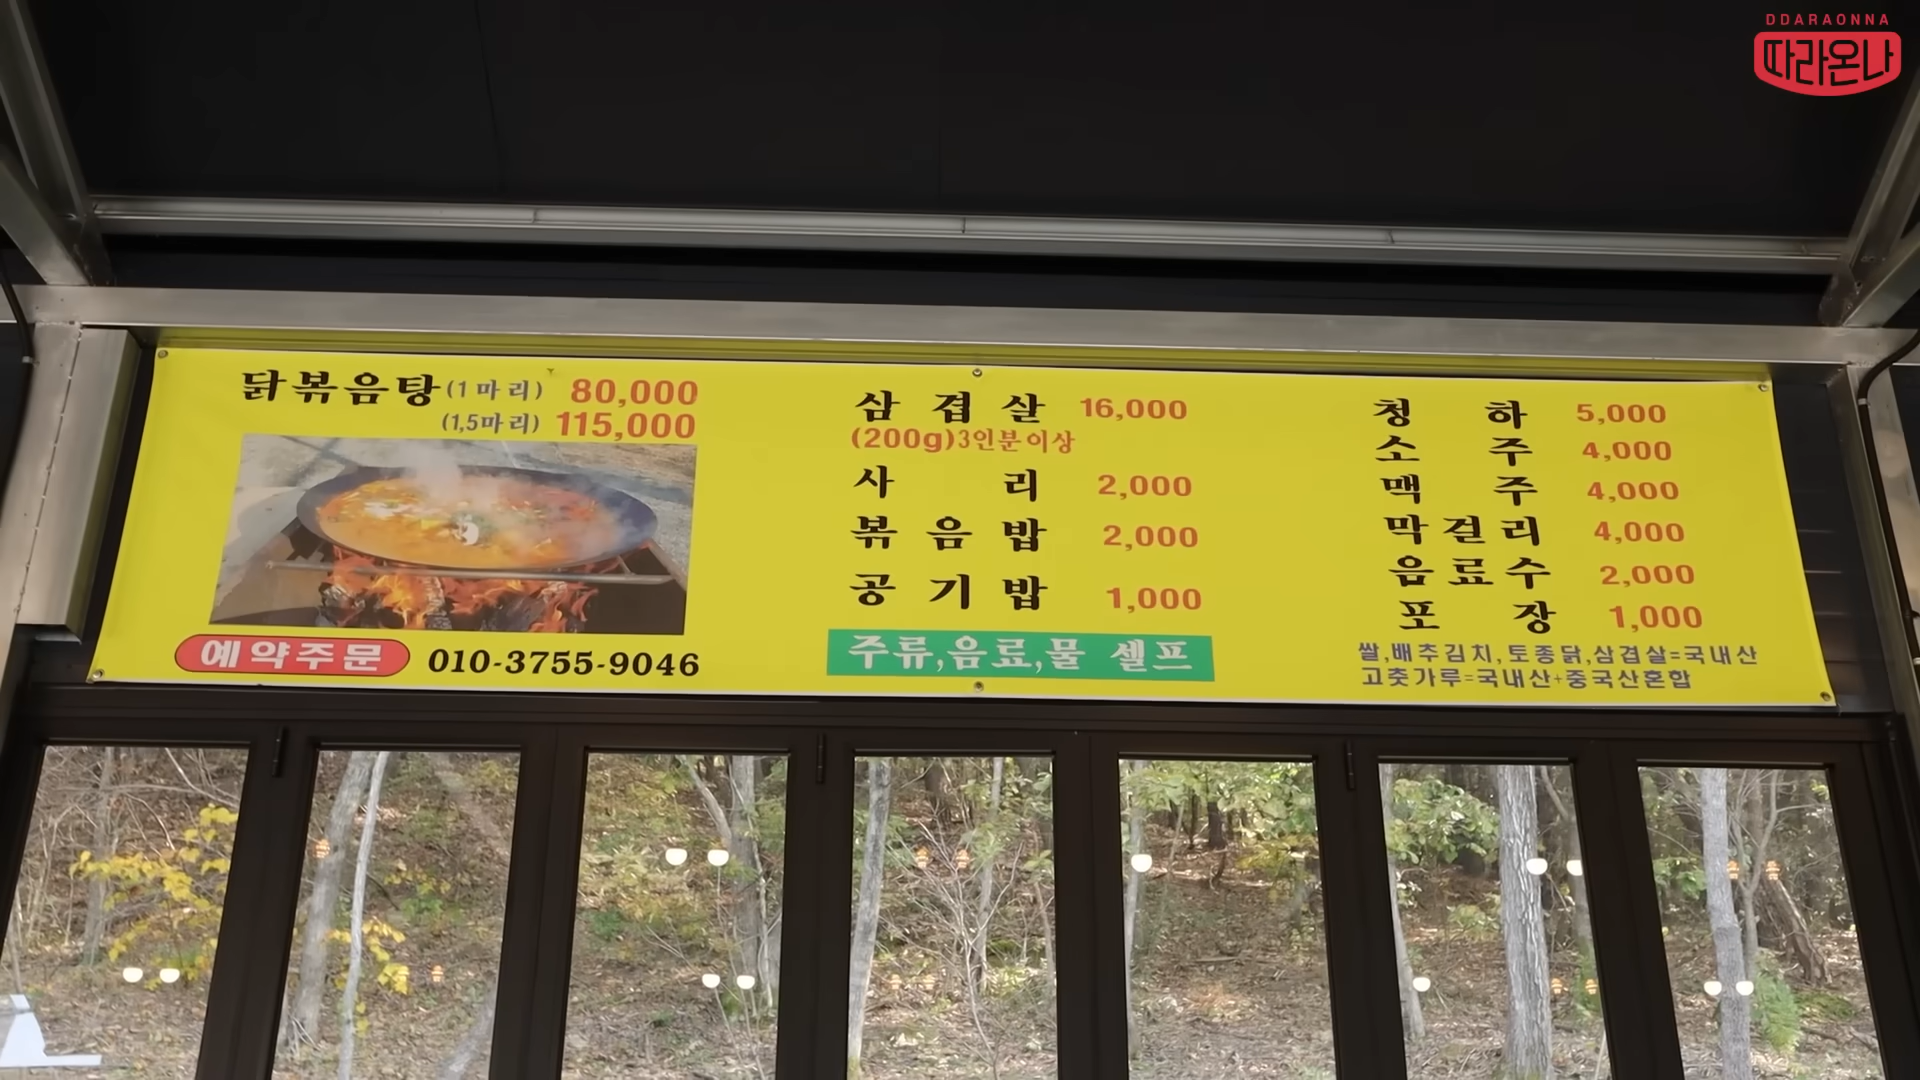 DDARAONNA
따라온나
닭볶음탕(1마리) 80,000
(1,5마리) 115,000
예약주문 010-3755-9046
삼겹살 16,000
(200g)3인분이상
사리 2,000
볶음밥 2,000
공기밥 1,000
주류,음료,물 셀프
청하 5,000
소주 4,000
맥주 4,000
막걸리 4,000
음료수 2,000
포장 1,000
쌀,배추김치,토종닭,삼겹살=국내산
고춧가루=국내산+중국산혼합